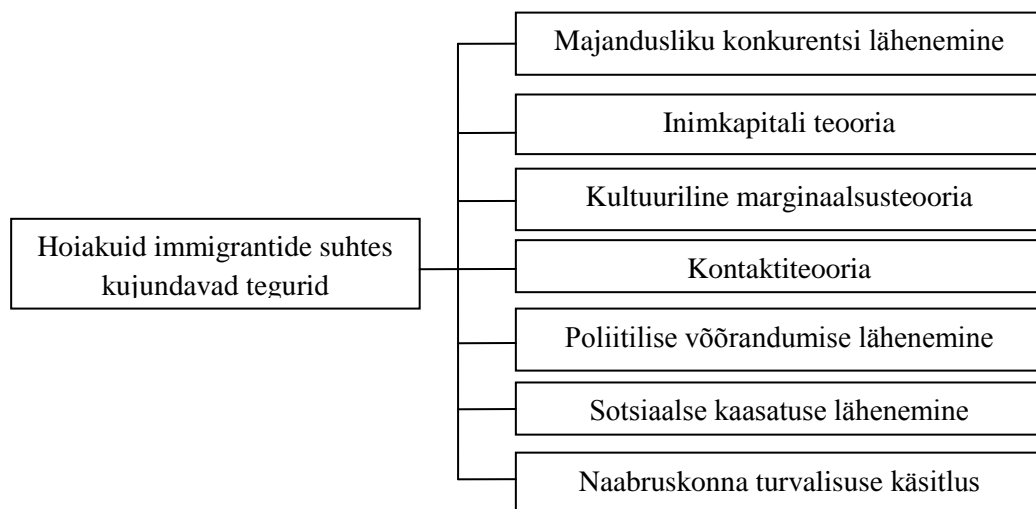 Majandusliku konkurentsi lähenemine
Inimkapitali teooria
Kultuuriline marginaalsusteooria
Hoiakuid immigrantide suhtes
kujundavad tegurid
Kontaktiteooria
Poliitilise võõrandumise lähenemine
Sotsiaalse kaasatuse lähenemine
Naabruskonna turvalisuse käsitlus